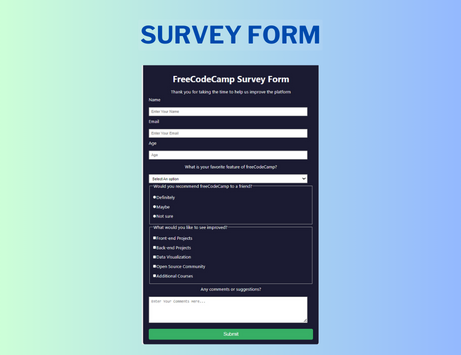 SURVEY FORM
FreeCodeCamp Survey Form
Thank you for taking the time to help us improve the platform
Name
Enter Your Name
Email
Enter Your Email
Age
Age
What is your favorite feature of freeCodeCamp?
Select An option
Would you recommend freeCodeCamp to a friend?
Definitely
Maybe
Not sure
What would you like to see improved?
Front-end Projects
Back-end Projects
Data Visualization
Open Source Community
Additional Courses
Any comments or suggestions?
Enter Your Comments Here...
Submit